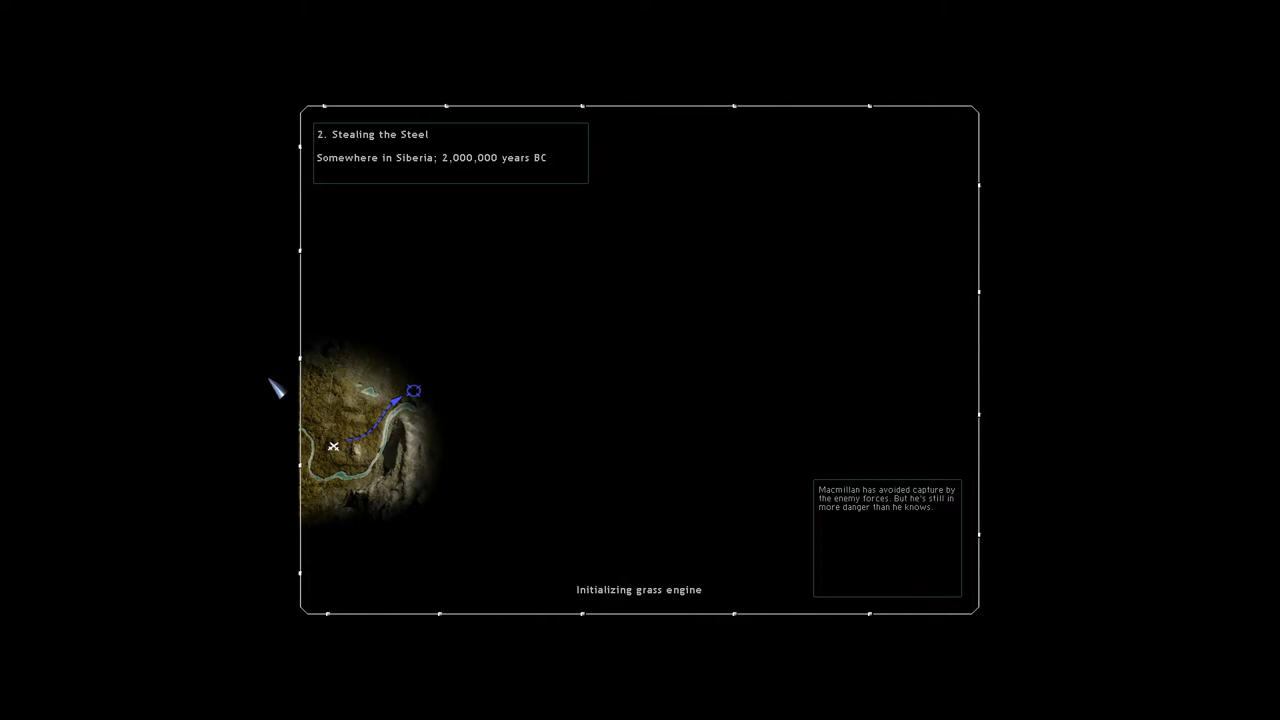 2. Stealing the Steel
Somewhere in Siberia; 2,000,000 years BC
Macmillan has avoided capture by
the enemy forces. But he's still in
more danger than he knows.
Initializing grass engine